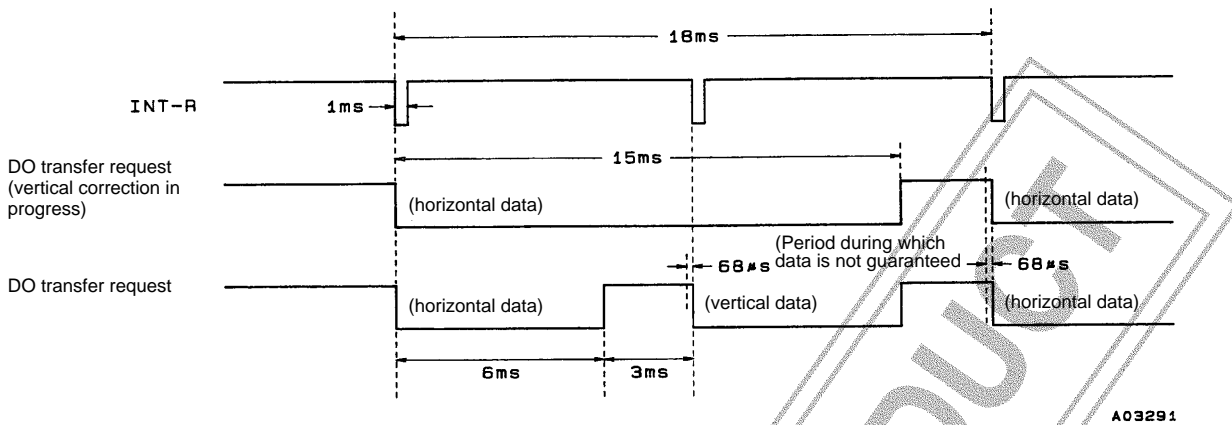 18ms
INT-R
1ms
15ms
DO transfer request
(vertical correction in
progress)
(horizontal data)
(horizontal data)
(Period during which
data is not guaranteed
68μs
68μs
DO transfer request
(horizontal data)
(vertical data)
(horizontal data)
6ms
3ms
DUCT
A03291